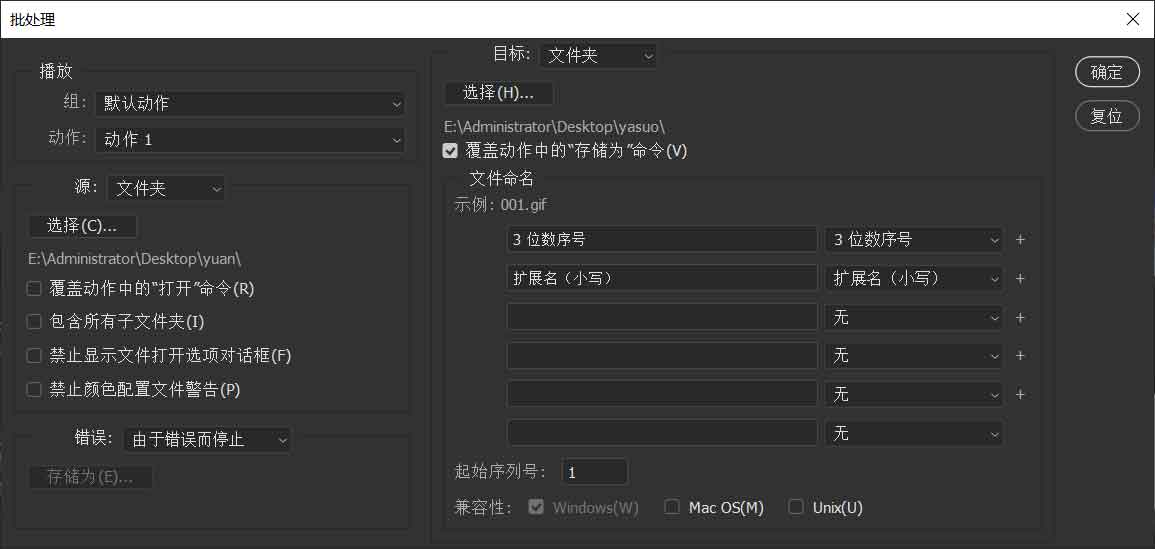 批处理
播放
组: 默认动作
动作: 动作 1
源: 文件夹
选择(C)...
E:\Administrator\Desktop\yuan\
覆盖动作中的“打开”命令(R)
包含所有子文件夹(I)
禁止显示文件打开选项对话框(F)
禁止颜色配置文件警告(P)
错误: 由于错误而停止
存储为(E)...
目标: 文件夹
选择(H)...
E:\Administrator\Desktop\yasuo\
覆盖动作中的“存储为”命令(V)
文件命名
示例: 001.gif
3 位数序号 3 位数序号 +
扩展名（小写） 扩展名（小写） +
无 +
无 +
无 +
无
起始序列号: 1
兼容性: Windows(W) Mac OS(M) Unix(U)
确定
复位